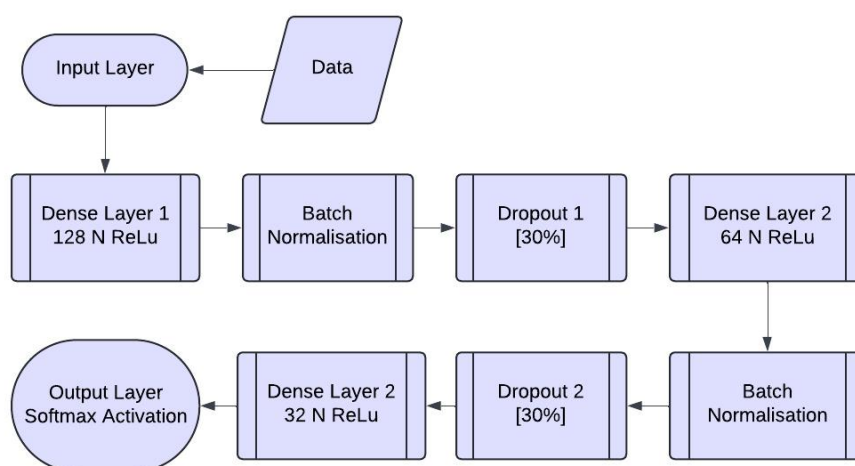 Input Layer
Data
Dense Layer 1
128 N ReLu
Batch
Normalisation
Dropout 1
[30%]
Dense Layer 2
64 N ReLu
Batch
Normalisation
Dropout 2
[30%]
Dense Layer 2
32 N ReLu
Output Layer
Softmax Activation